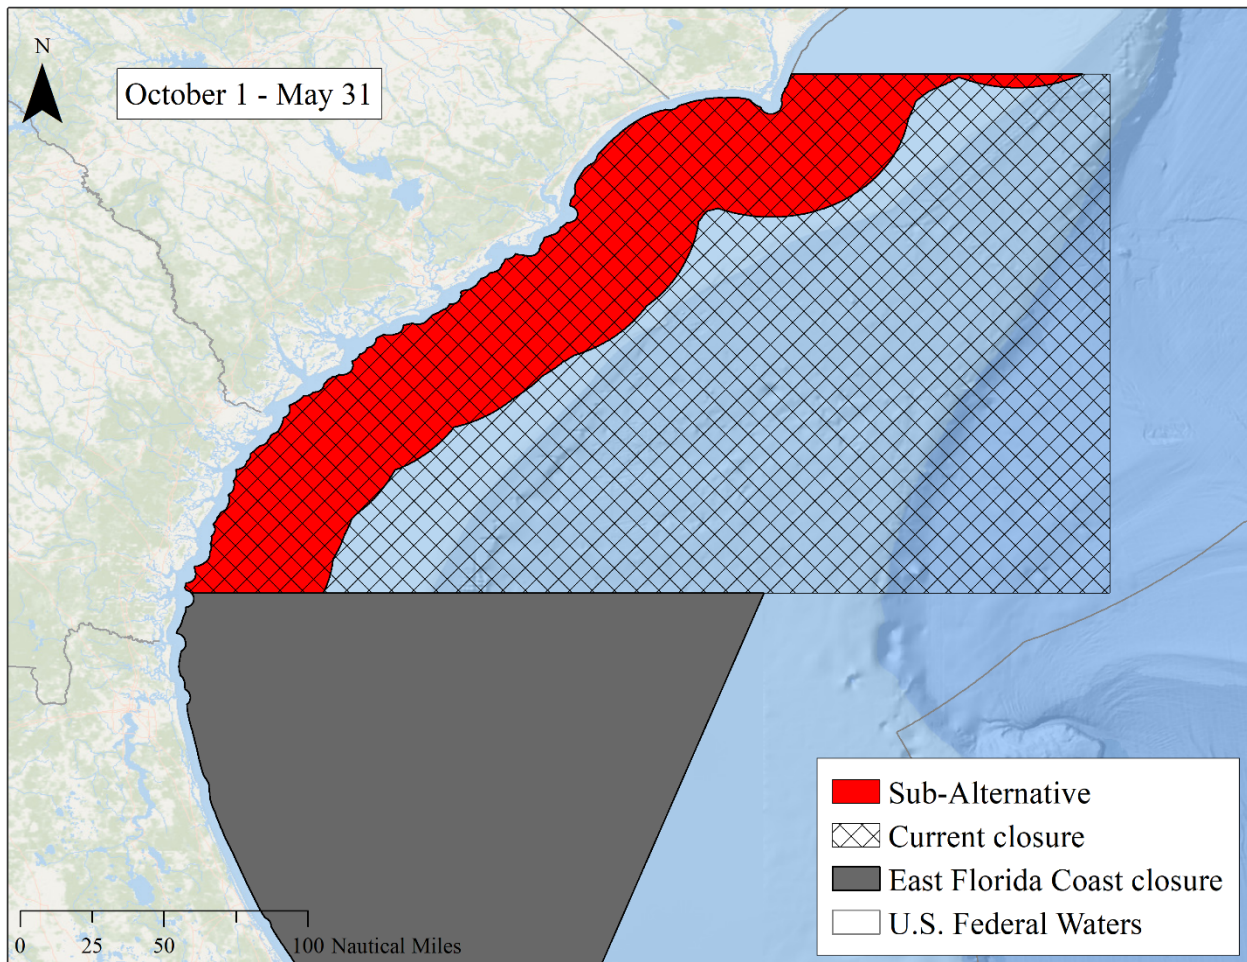 N
October 1 - May 31
Sub-Alternative
Current closure
East Florida Coast closure
U.S. Federal Waters
0 25 50 100 Nautical Miles